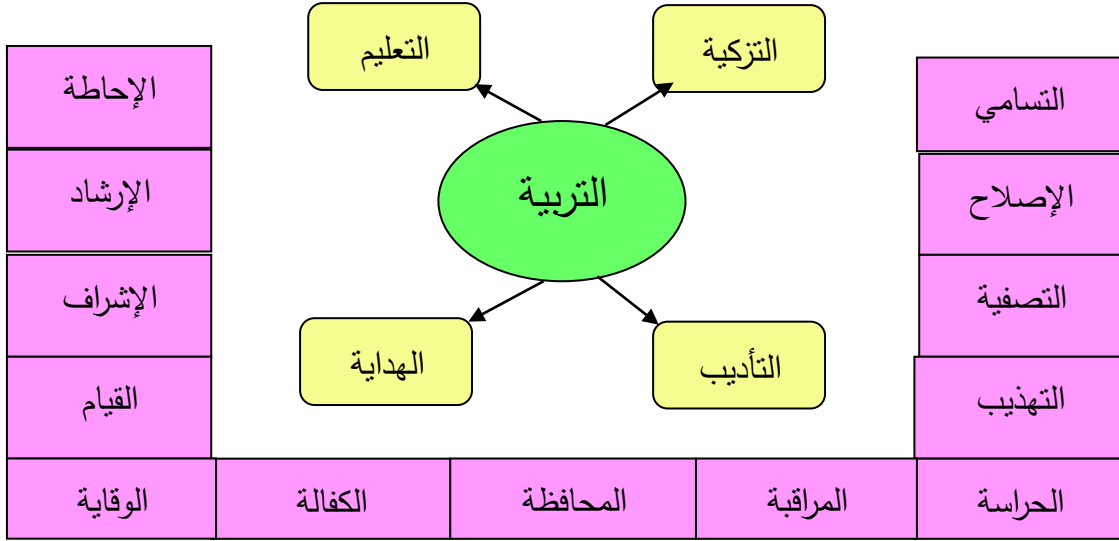 التزكية
التعليم
التربية
التأديب
الهداية
التسامي
الإصلاح
التصفية
التهذيب
الإحاطة
الإرشاد
الإشراف
القيام
الحراسة
المراقبة
المحافظة
الكفالة
الوقاية